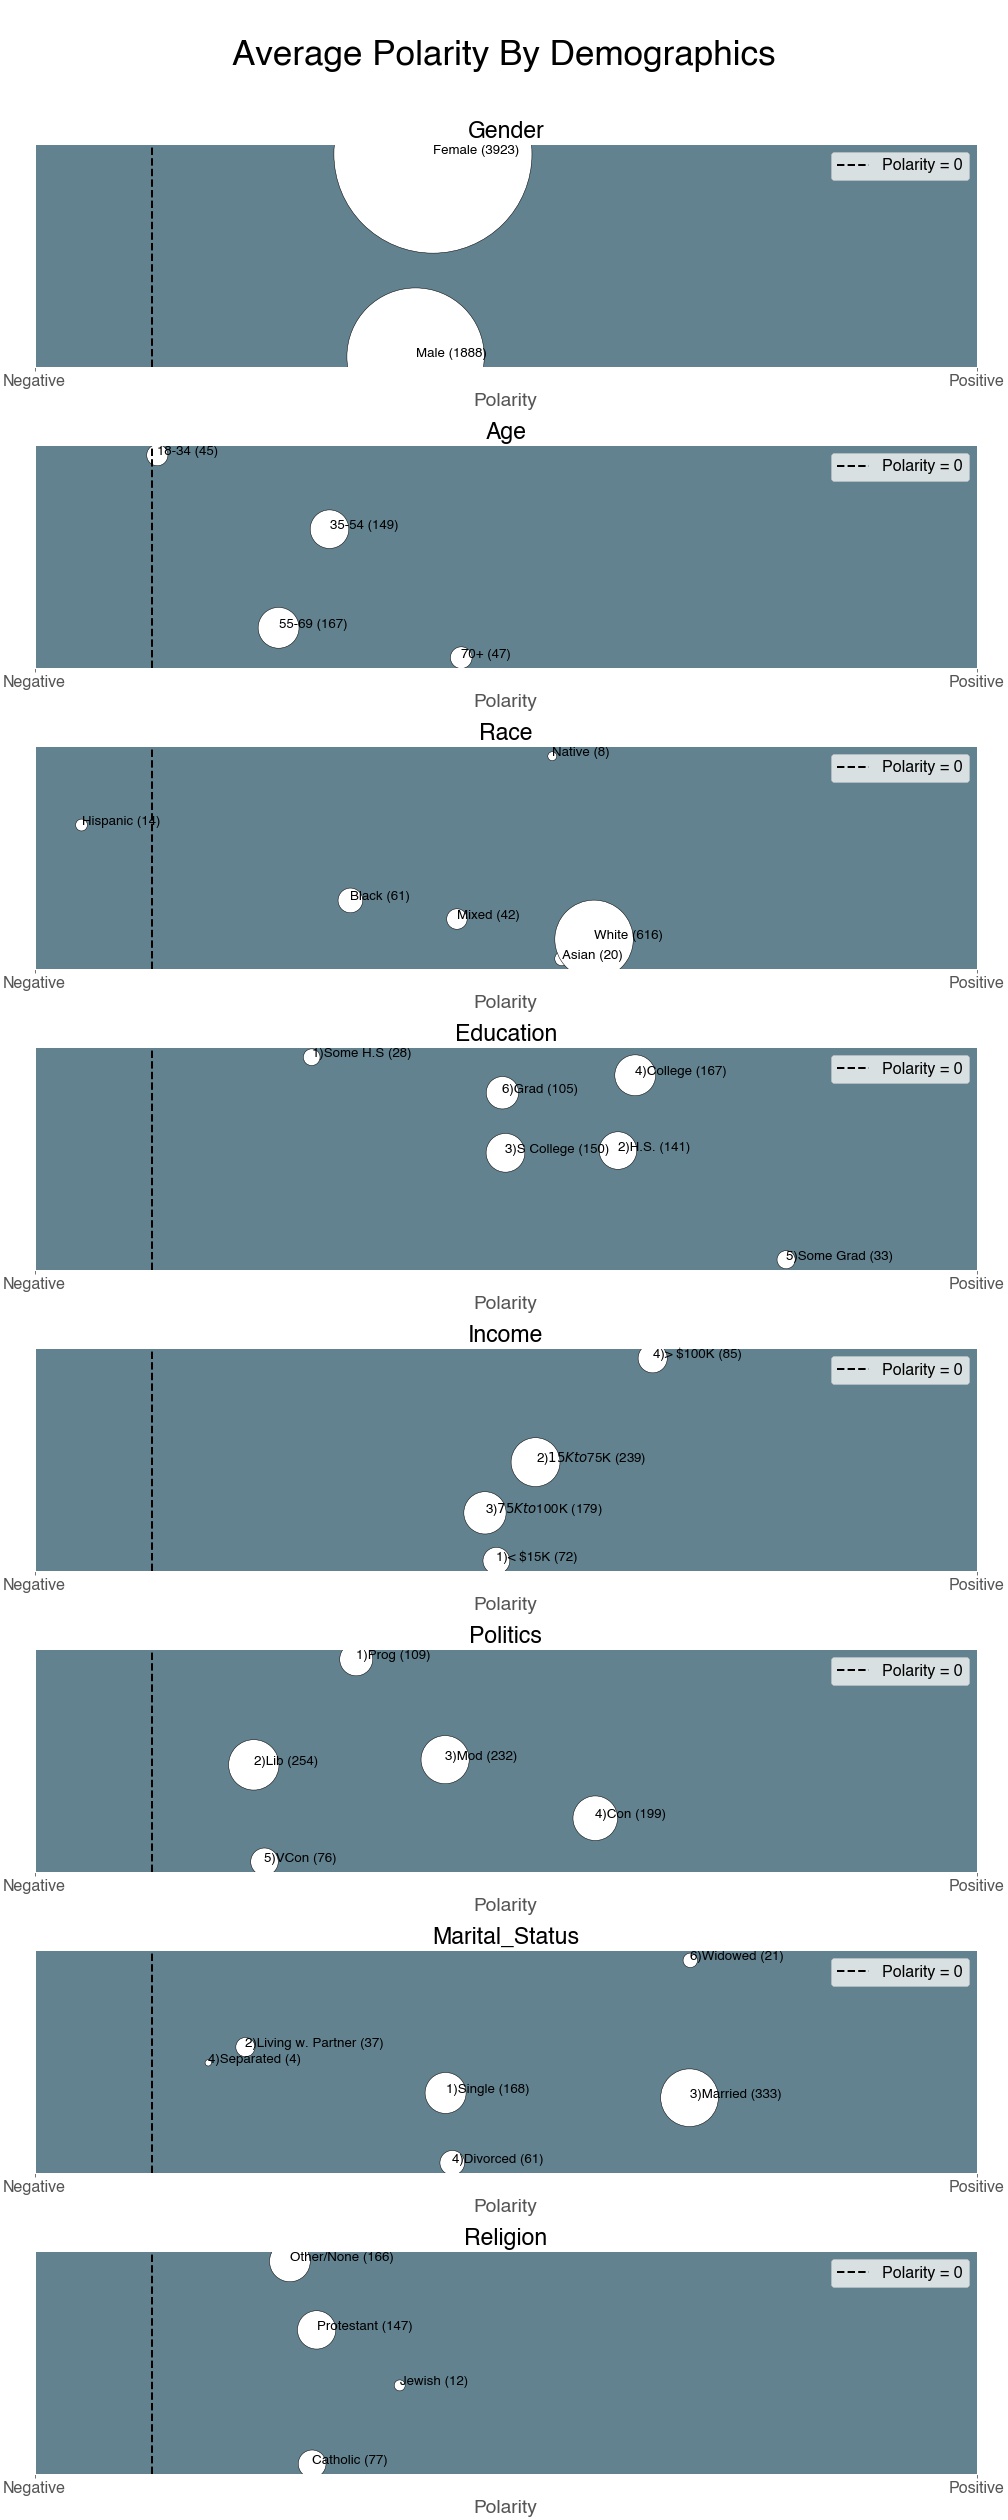 Average Polarity By Demographics
Gender
Female (3923)
Polarity = 0
Male (1888)
Negative
Positive
Polarity
Age
18-34 (45)
Polarity = 0
35-54 (149)
55-69 (167)
70+ (47)
Negative
Positive
Polarity
Race
Native (8)
Polarity = 0
Hispanic (14)
Black (61)
Mixed (42)
White (616)
Asian (20)
Negative
Positive
Polarity
Education
1)Some H.S (28)
Polarity = 0
4)College (167)
6)Grad (105)
3)S College (150)
2)H.S. (141)
5)Some Grad (33)
Negative
Positive
Polarity
Income
4)> $100K (85)
Polarity = 0
2)15Kto75K (239)
3)75Kto100K (179)
1)< $15K (72)
Negative
Positive
Polarity
Politics
1)Prog (109)
Polarity = 0
2)Lib (254)
3)Mod (232)
4)Con (199)
5)VCon (76)
Negative
Positive
Polarity
Marital_Status
6)Widowed (21)
Polarity = 0
2)Living w. Partner (37)
4)Separated (4)
1)Single (168)
3)Married (333)
4)Divorced (61)
Negative
Positive
Polarity
Religion
Other/None (166)
Polarity = 0
Protestant (147)
Jewish (12)
Catholic (77)
Negative
Positive
Polarity